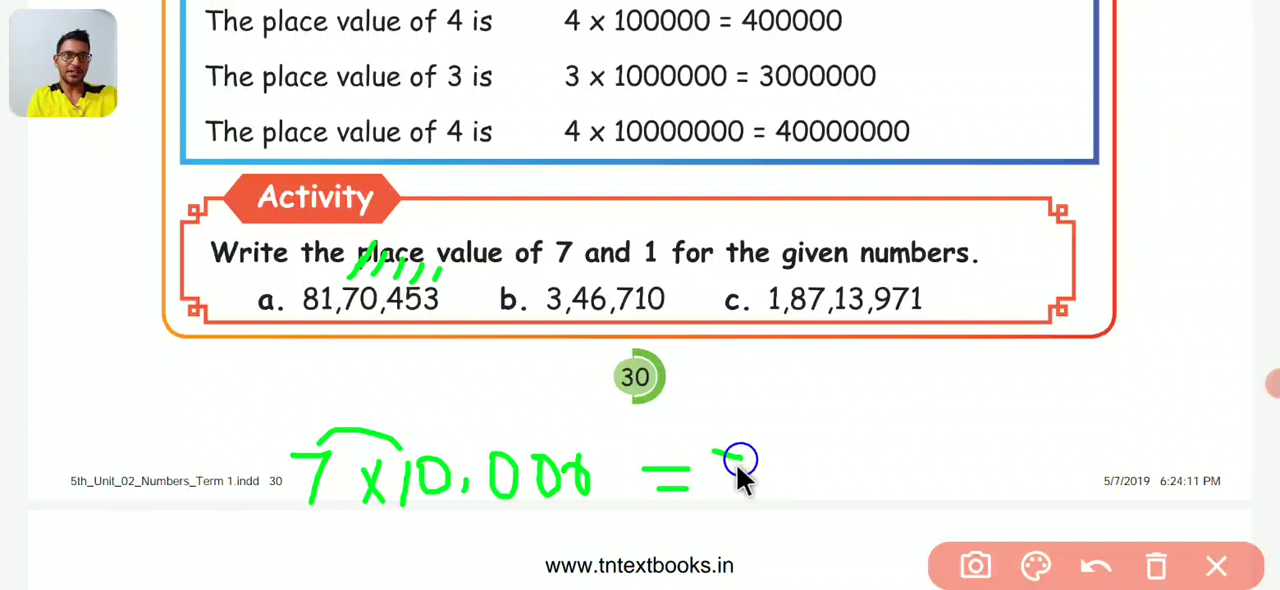 The place value of 4 is 4 x 100000 = 400000
The place value of 3 is 3 x 1000000 = 3000000
The place value of 4 is 4 x 10000000 = 40000000
Activity
Write the place value of 7 and 1 for the given numbers.
a. 81,70,453 b. 3,46,710 c. 1,87,13,971
30
7 x 10,000 =
5th_Unit_02_Numbers_Term 1.indd 30 5/7/2019 6:24:11 PM
www.tntextbooks.in